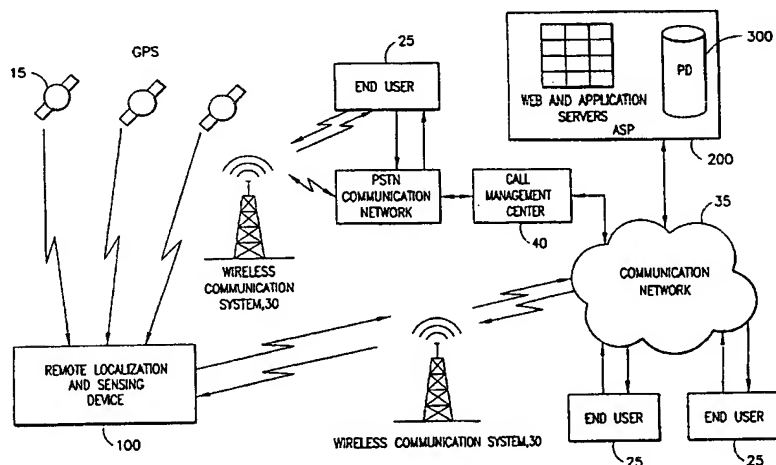 15
GPS
25
END USER
300
PD
WEB AND APPLICATION
SERVERS
ASP
200
PSTN
COMMUNICATION
NETWORK
CALL
MANAGEMENT
CENTER
40
35
COMMUNICATION
NETWORK
WIRELESS
COMMUNICATION
SYSTEM,30
REMOTE LOCALIZATION
AND SENSING
DEVICE
100
WIRELESS COMMUNICATION SYSTEM,30
END USER
25
END USER
25